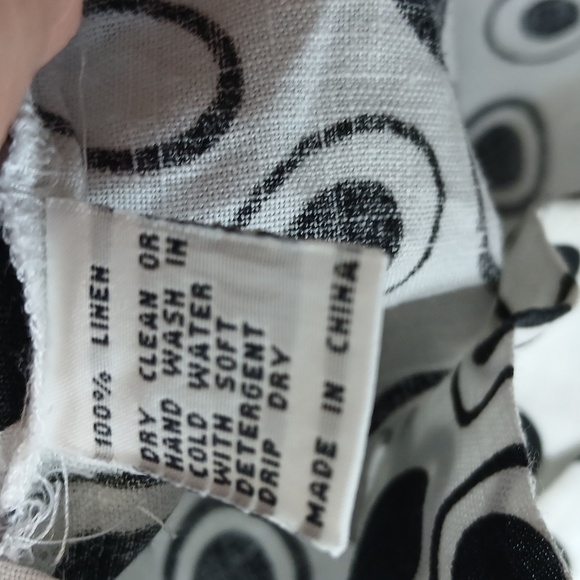 100% LINEN
DRY CLEAN OR
HAND WASH IN
COLD WATER
WITH SOFT
DETERGENT
DRIP DRY
MADE IN CHINA